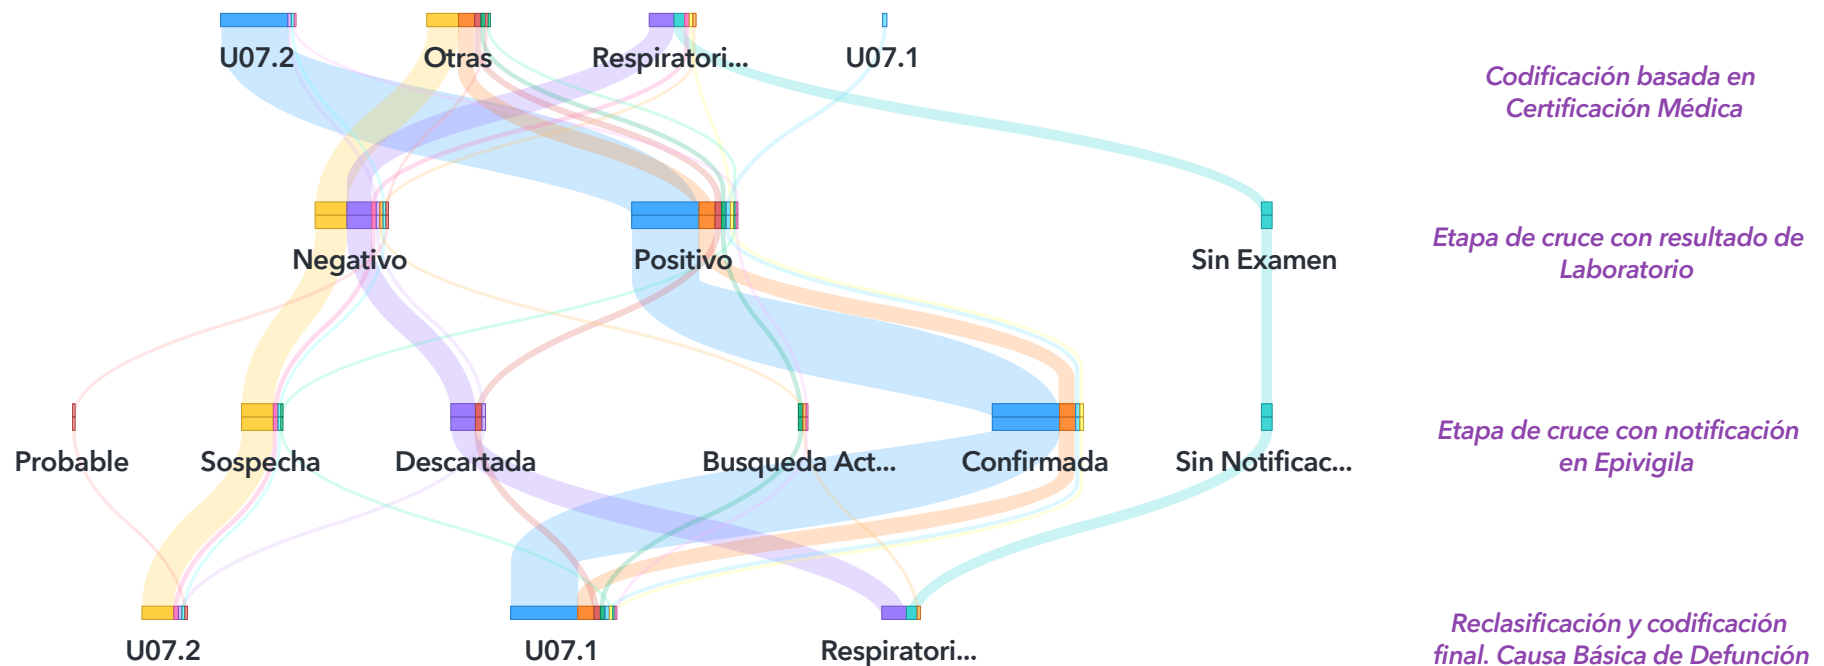 U07.2
Otras
Respiratori...
U07.1
Codificación basada en
Certificación Médica
Negativo
Positivo
Sin Examen
Etapa de cruce con resultado de
Laboratorio
Probable
Sospecha
Descartada
Busqueda Act...
Confirmada
Sin Notificac...
Etapa de cruce con notificación
en Epivigila
U07.2
U07.1
Respiratori...
Reclasificación y codificación
final. Causa Básica de Defunción